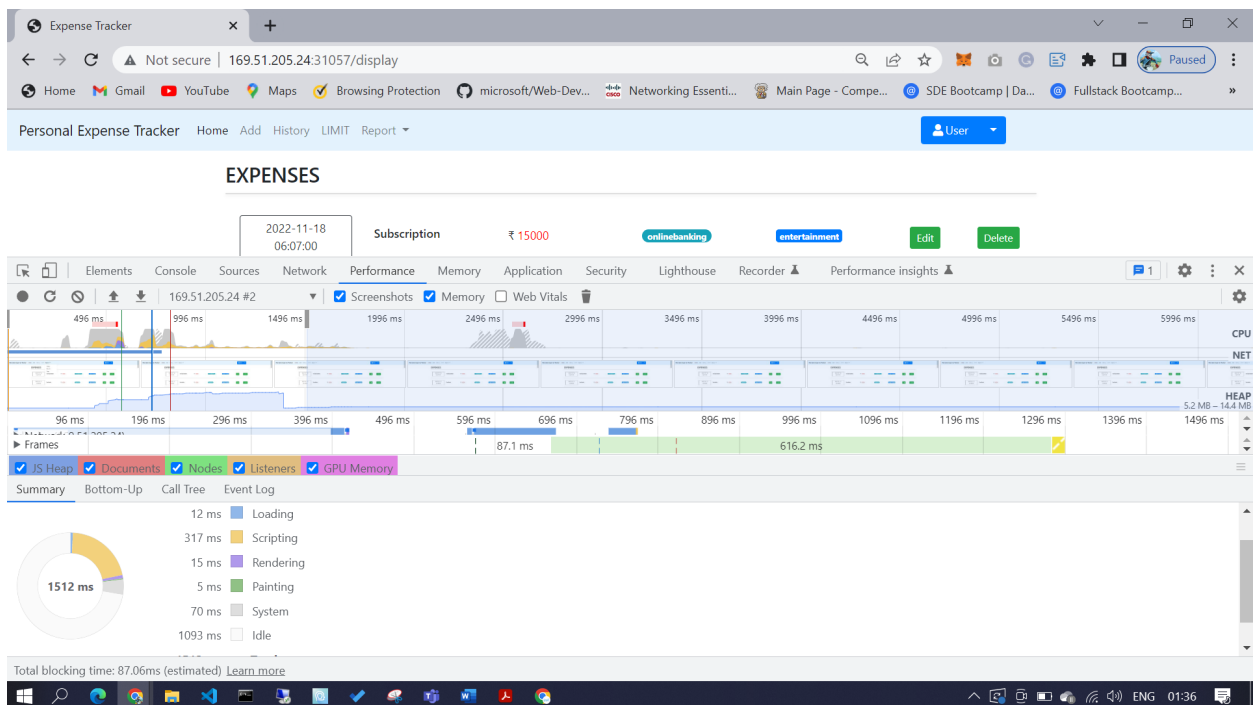 Expense Tracker
Not secure 169.51.205.24:31057/display Paused
Home Gmail YouTube Maps Browsing Protection microsoft/Web-Dev... Networking Essenti... Main Page - Compe... SDE Bootcamp | Da... Fullstack Bootcamp... »
Personal Expense Tracker Home Add History LIMIT Report User
EXPENSES
2022-11-18
06:07:00
Subscription ₹ 15000 onlinebanking entertainment Edit Delete
Elements Console Sources Network Performance Memory Application Security Lighthouse Recorder Performance insights 1
169.51.205.24 #2 Screenshots Memory Web Vitals
496 ms 996 ms 1496 ms 1996 ms 2496 ms 2996 ms 3496 ms 3996 ms 4496 ms 4996 ms 5496 ms 5996 ms
CPU
NET
HEAP
5.2 MB – 14.4 MB
96 ms 196 ms 296 ms 396 ms 496 ms 596 ms 696 ms 796 ms 896 ms 996 ms 1096 ms 1196 ms 1296 ms 1396 ms 1496 ms
Frames 87.1 ms 616.2 ms
JS Heap Documents Nodes Listeners GPU Memory
Summary Bottom-Up Call Tree Event Log
12 ms Loading
317 ms Scripting
15 ms Rendering
1512 ms
5 ms Painting
70 ms System
1093 ms Idle
Total blocking time: 87.06ms (estimated) Learn more
ENG 01:36